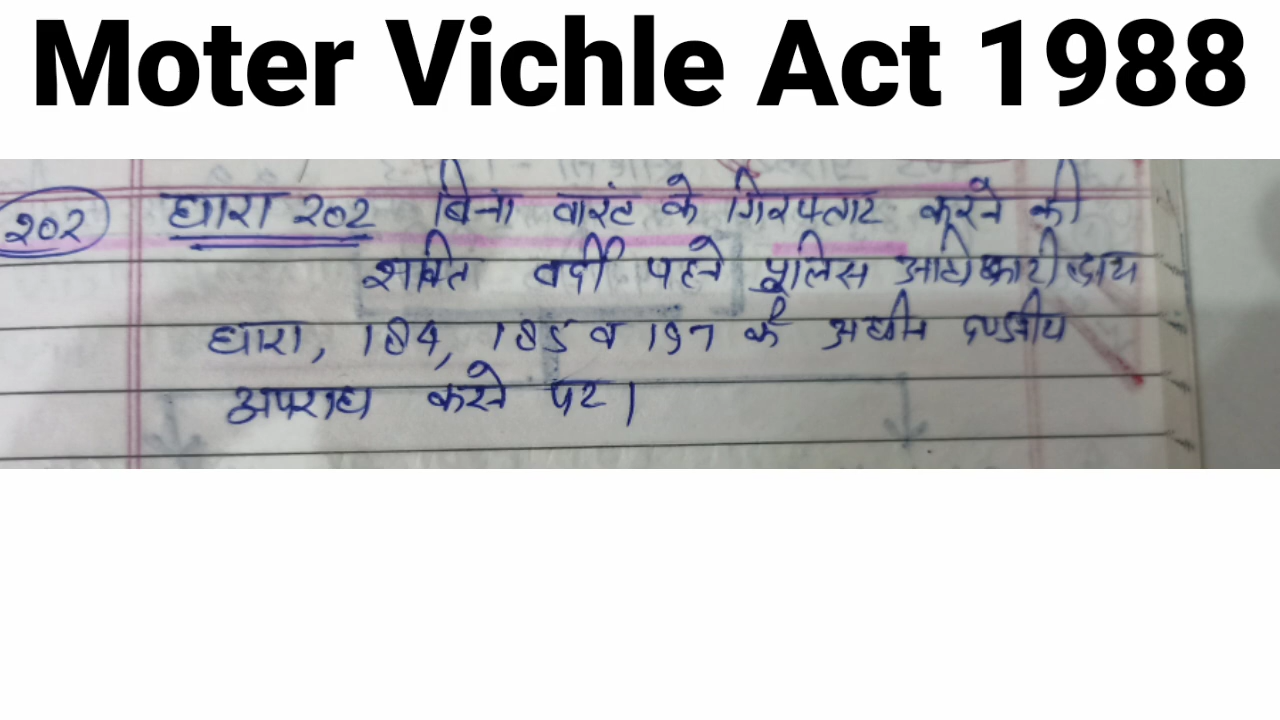 Moter Vichle Act 1988
२०२ धारा २०२ बिना वारंट के गिरफ्तार करने की
शक्ति वर्दी पहने पुलिस अधिकारी द्वारा
धारा, 184, 185 व 197 के अधीन दण्डनीय
अपराध करने पर।